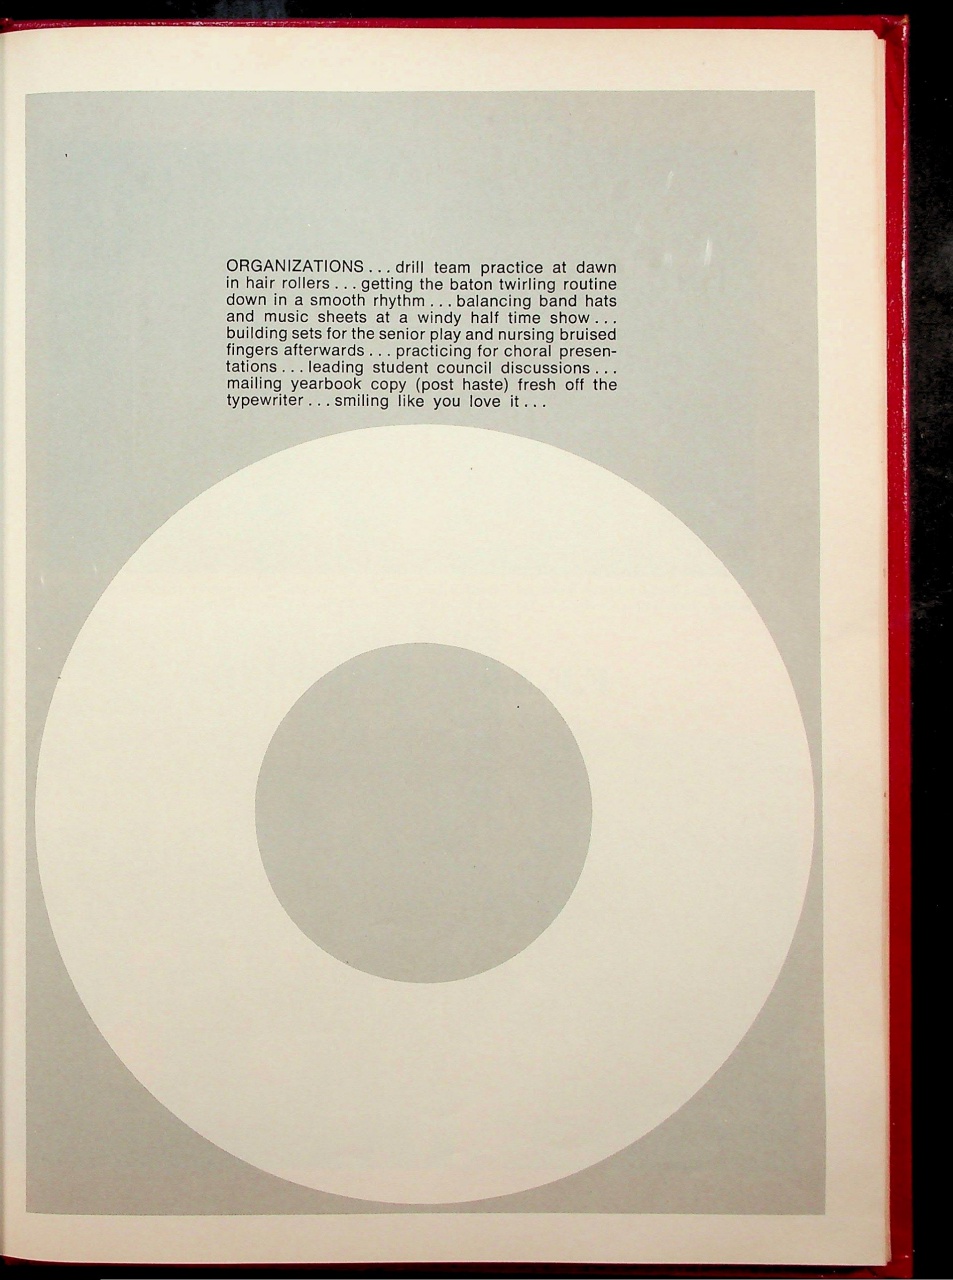 ORGANIZATIONS . . . drill team practice at dawn
in hair rollers . . . getting the baton twirling routine
down in a smooth rhythm . . . balancing band hats
and music sheets at a windy half time show . . .
building sets for the senior play and nursing bruised
fingers afterwards . . . practicing for choral presen-
tations . . . leading student council discussions . . .
mailing yearbook copy (post haste) fresh off the
typewriter . . . smiling like you love it . . .